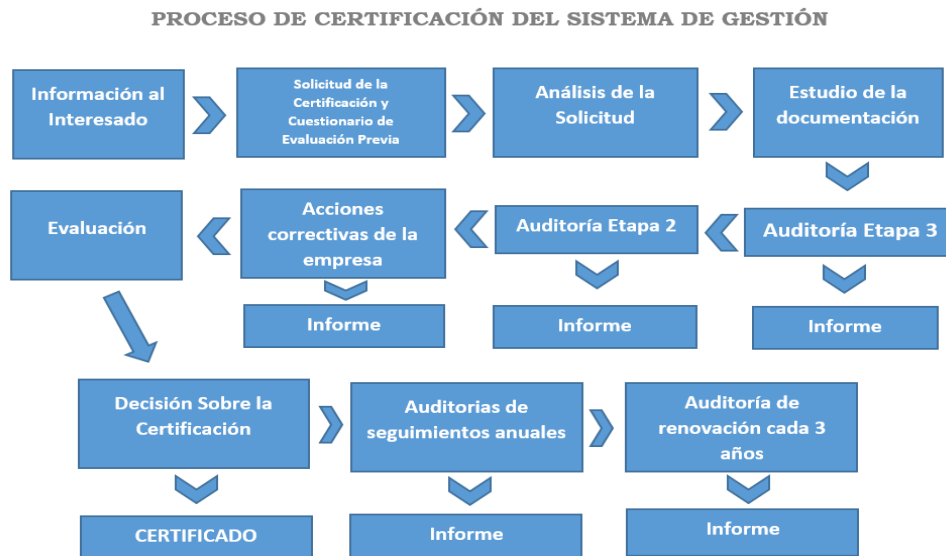 PROCESO DE CERTIFICACIÓN DEL SISTEMA DE GESTIÓN
Información al
Interesado
Solicitud de la
Certificación y
Cuestionario de
Evaluación Previa
Análisis de la
Solicitud
Estudio de la
documentación
Evaluación
Acciones
correctivas de la
empresa
Auditoría Etapa 2
Auditoría Etapa 3
Informe
Informe
Informe
Decisión Sobre la
Certificación
Auditorias de
seguimientos anuales
Auditoría de
renovación cada 3
años
CERTIFICADO
Informe
Informe